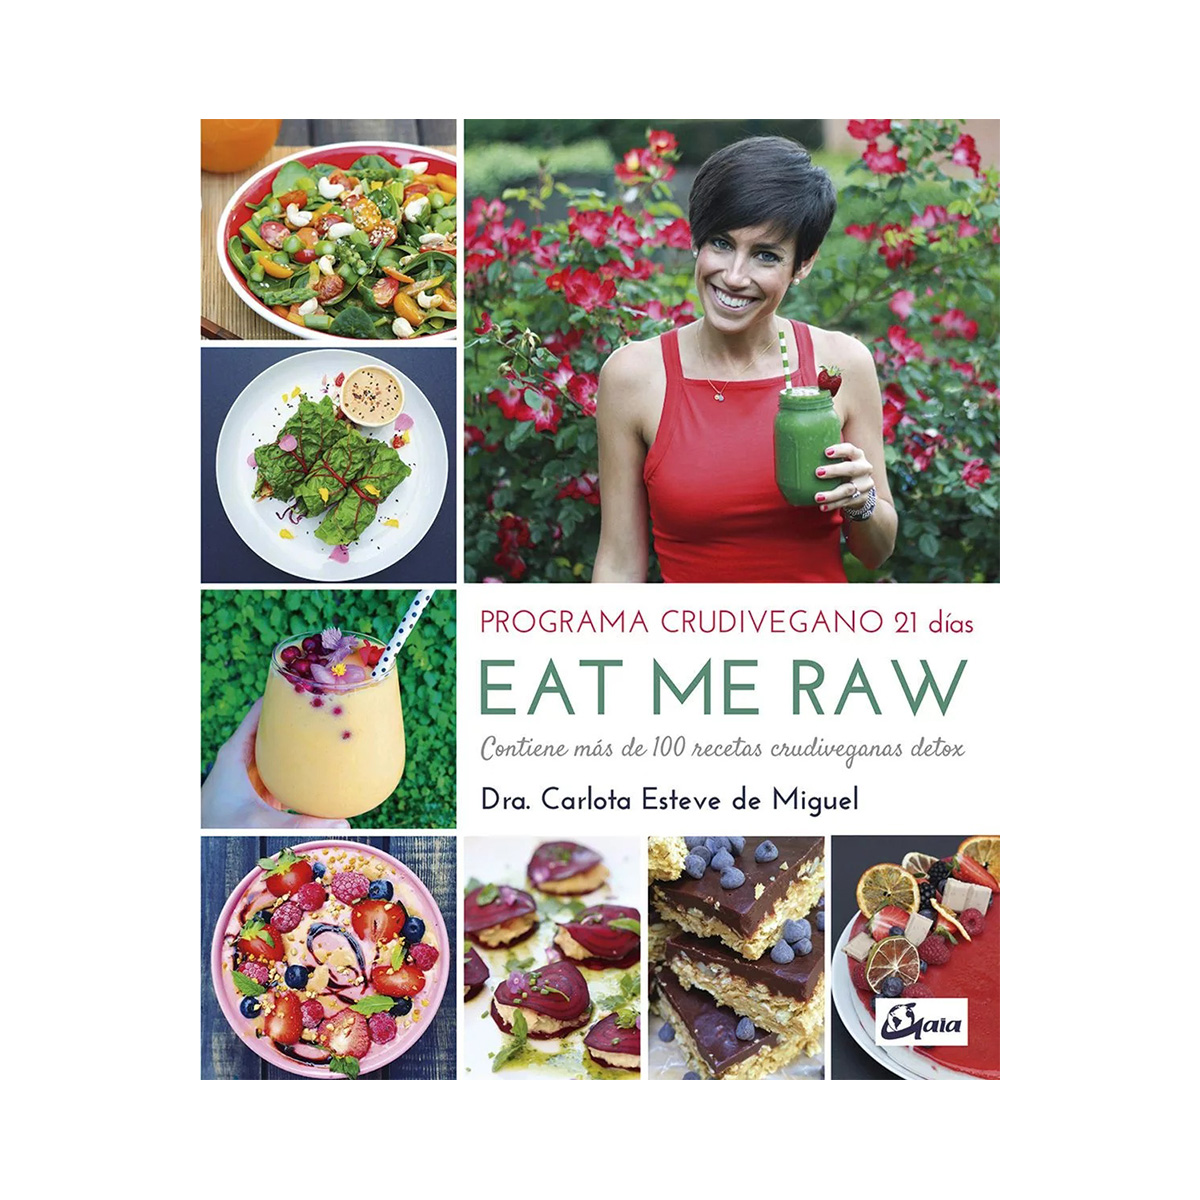 PROGRAMA CRUDIVEGANO 21 días
EAT ME RAW
Contiene más de 100 recetas crudiveganas detox
Dra. Carlota Esteve de Miguel
Gaia